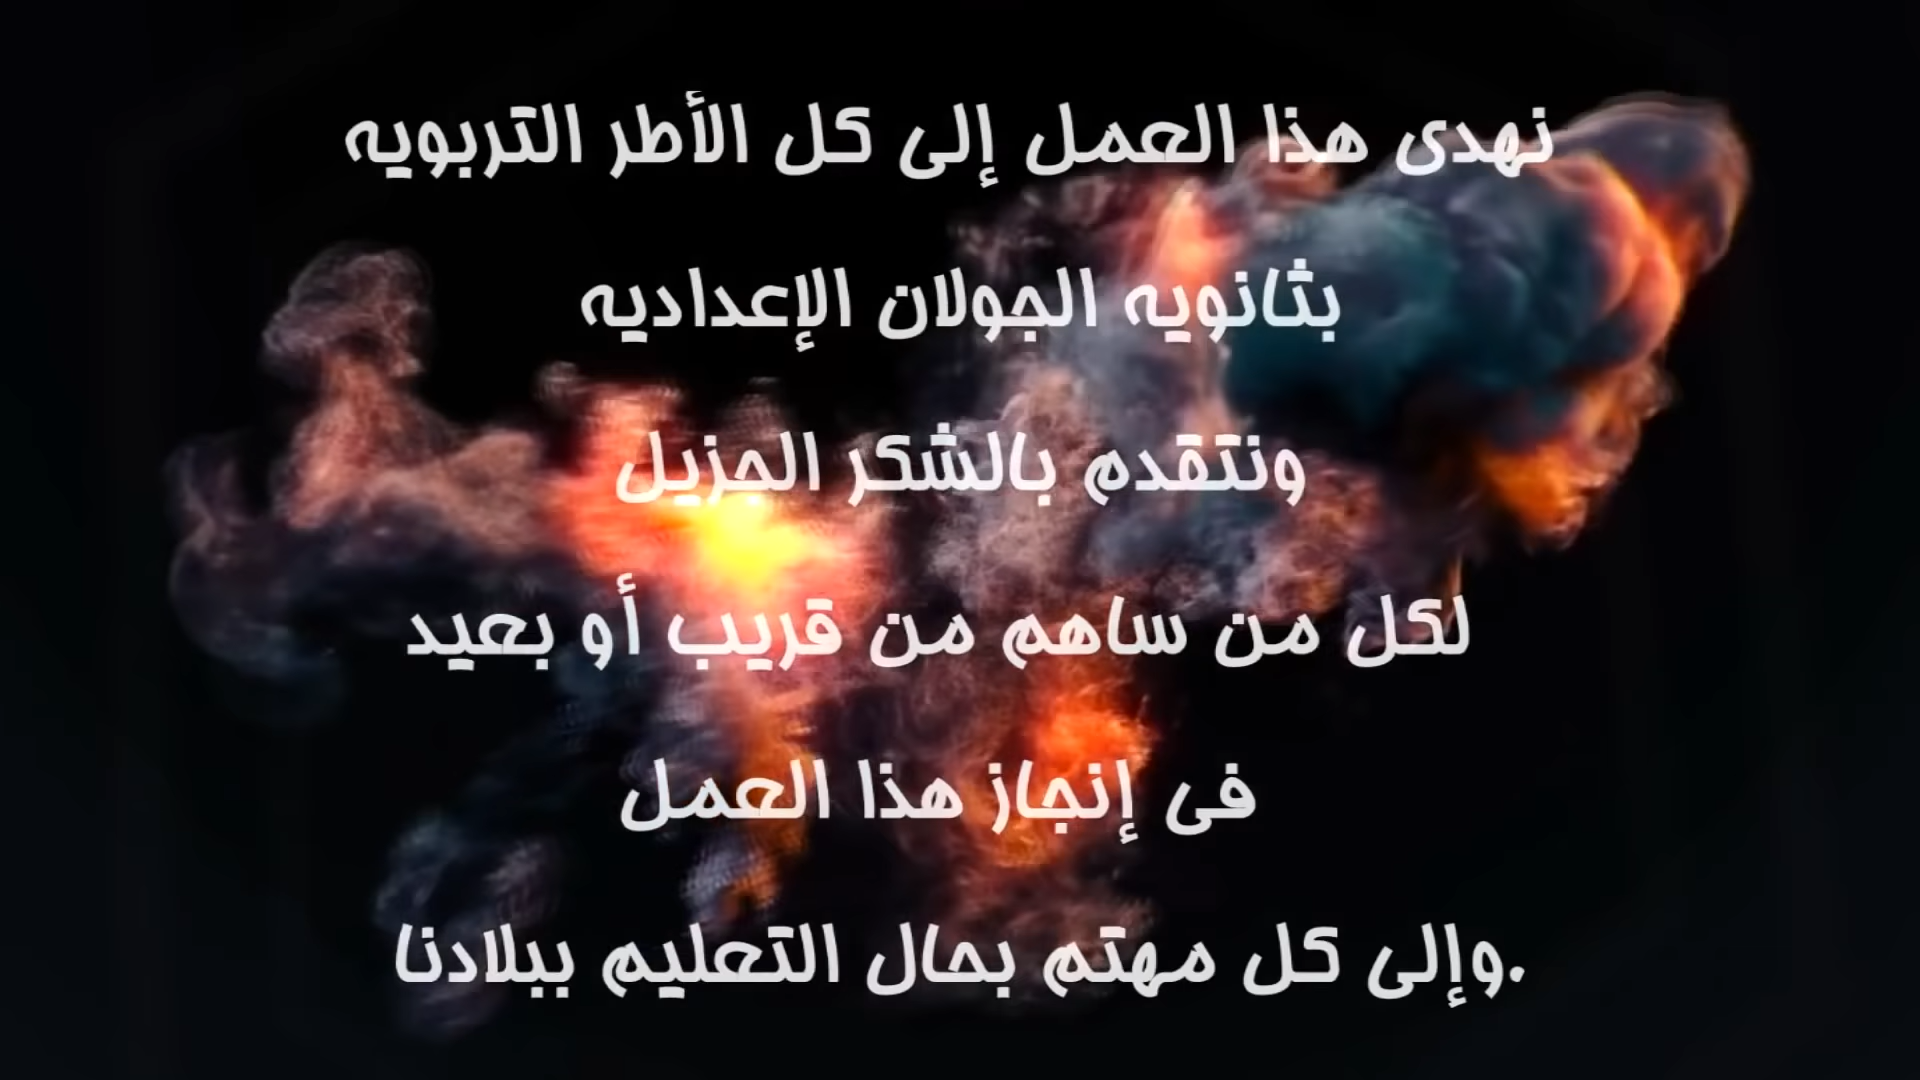 نهدى هذا العمل إلى كل الأطر التربويه
بثانويه الجولان الإعداديه
ونتقدم بالشكر الجزيل
لكل من ساهم من قريب أو بعيد
فى إنجاز هذا العمل
.وإلى كل مهتم بحال التعليم ببلادنا